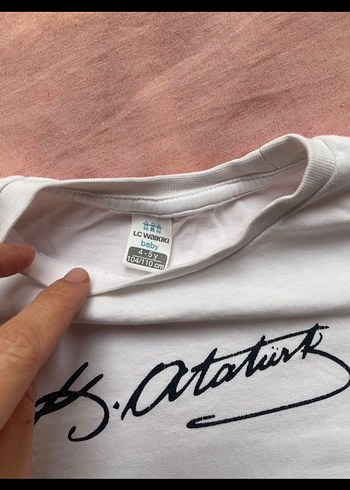 LC WAIKIKI
baby
4-5 y
104/110 cm
K. Atatürk